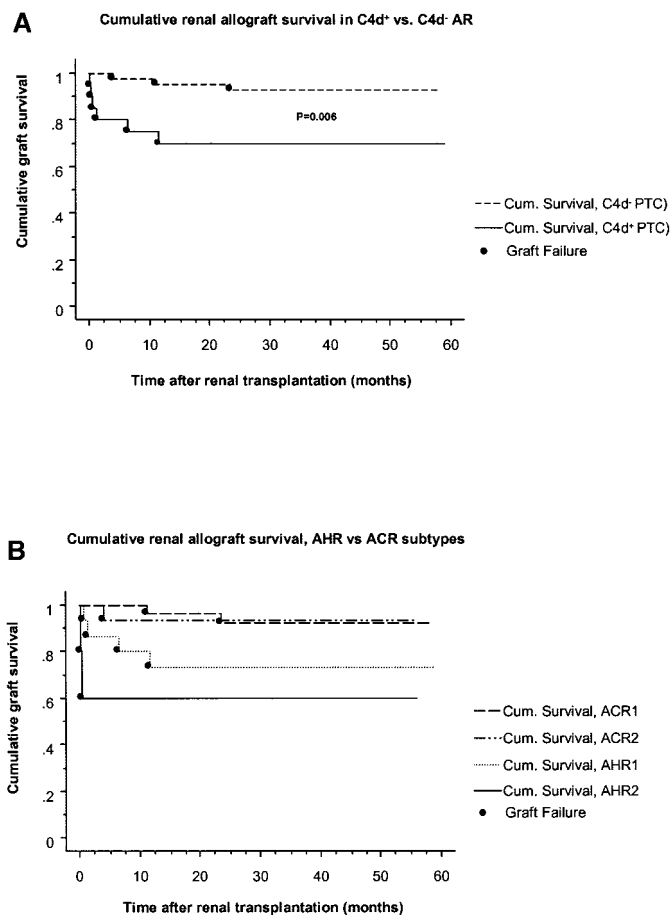 A
Cumulative renal allograft survival in C4d+ vs. C4d- AR
Cumulative graft survival
1
.8
.6
.4
.2
0
P=0.006
0 10 20 30 40 50 60
Time after renal transplantation (months)
Cum. Survival, C4d- PTC)
Cum. Survival, C4d+ PTC)
Graft Failure
B
Cumulative renal allograft survival, AHR vs ACR subtypes
Cumulative graft survival
1
.8
.6
.4
.2
0
0 10 20 30 40 50 60
Time after renal transplantation (months)
Cum. Survival, ACR1
Cum. Survival, ACR2
Cum. Survival, AHR1
Cum. Survival, AHR2
Graft Failure